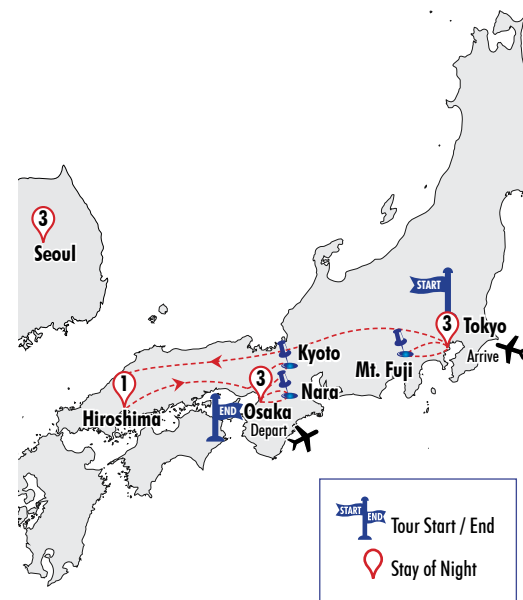 3
Seoul
START
3
Tokyo
Arrive
Mt. Fuji
Kyoto
1
Hiroshima
3
Nara
END
Osaka
Depart
START
END
Tour Start / End
Stay of Night